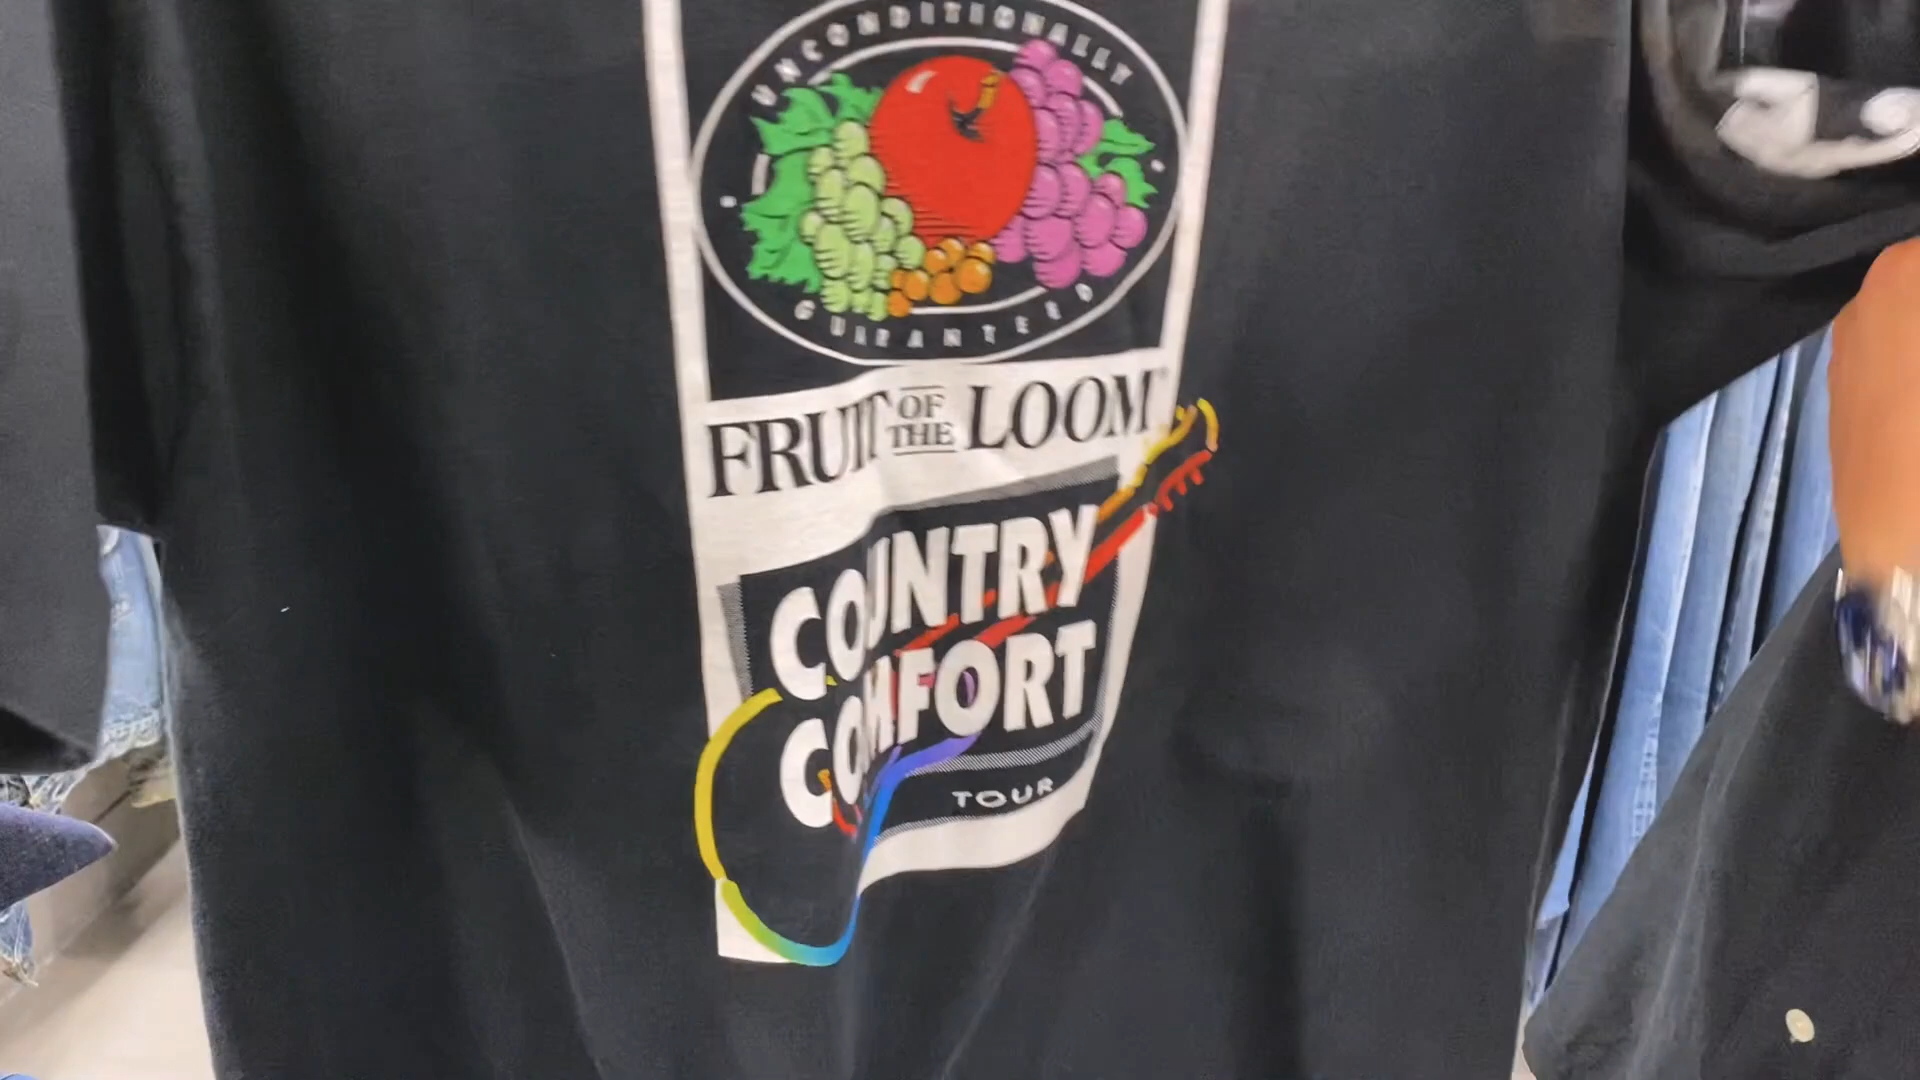 UNCONDITIONALLY
GUARANTEED
FRUIT OF THE LOOM
COUNTRY
COMFORT
TOUR